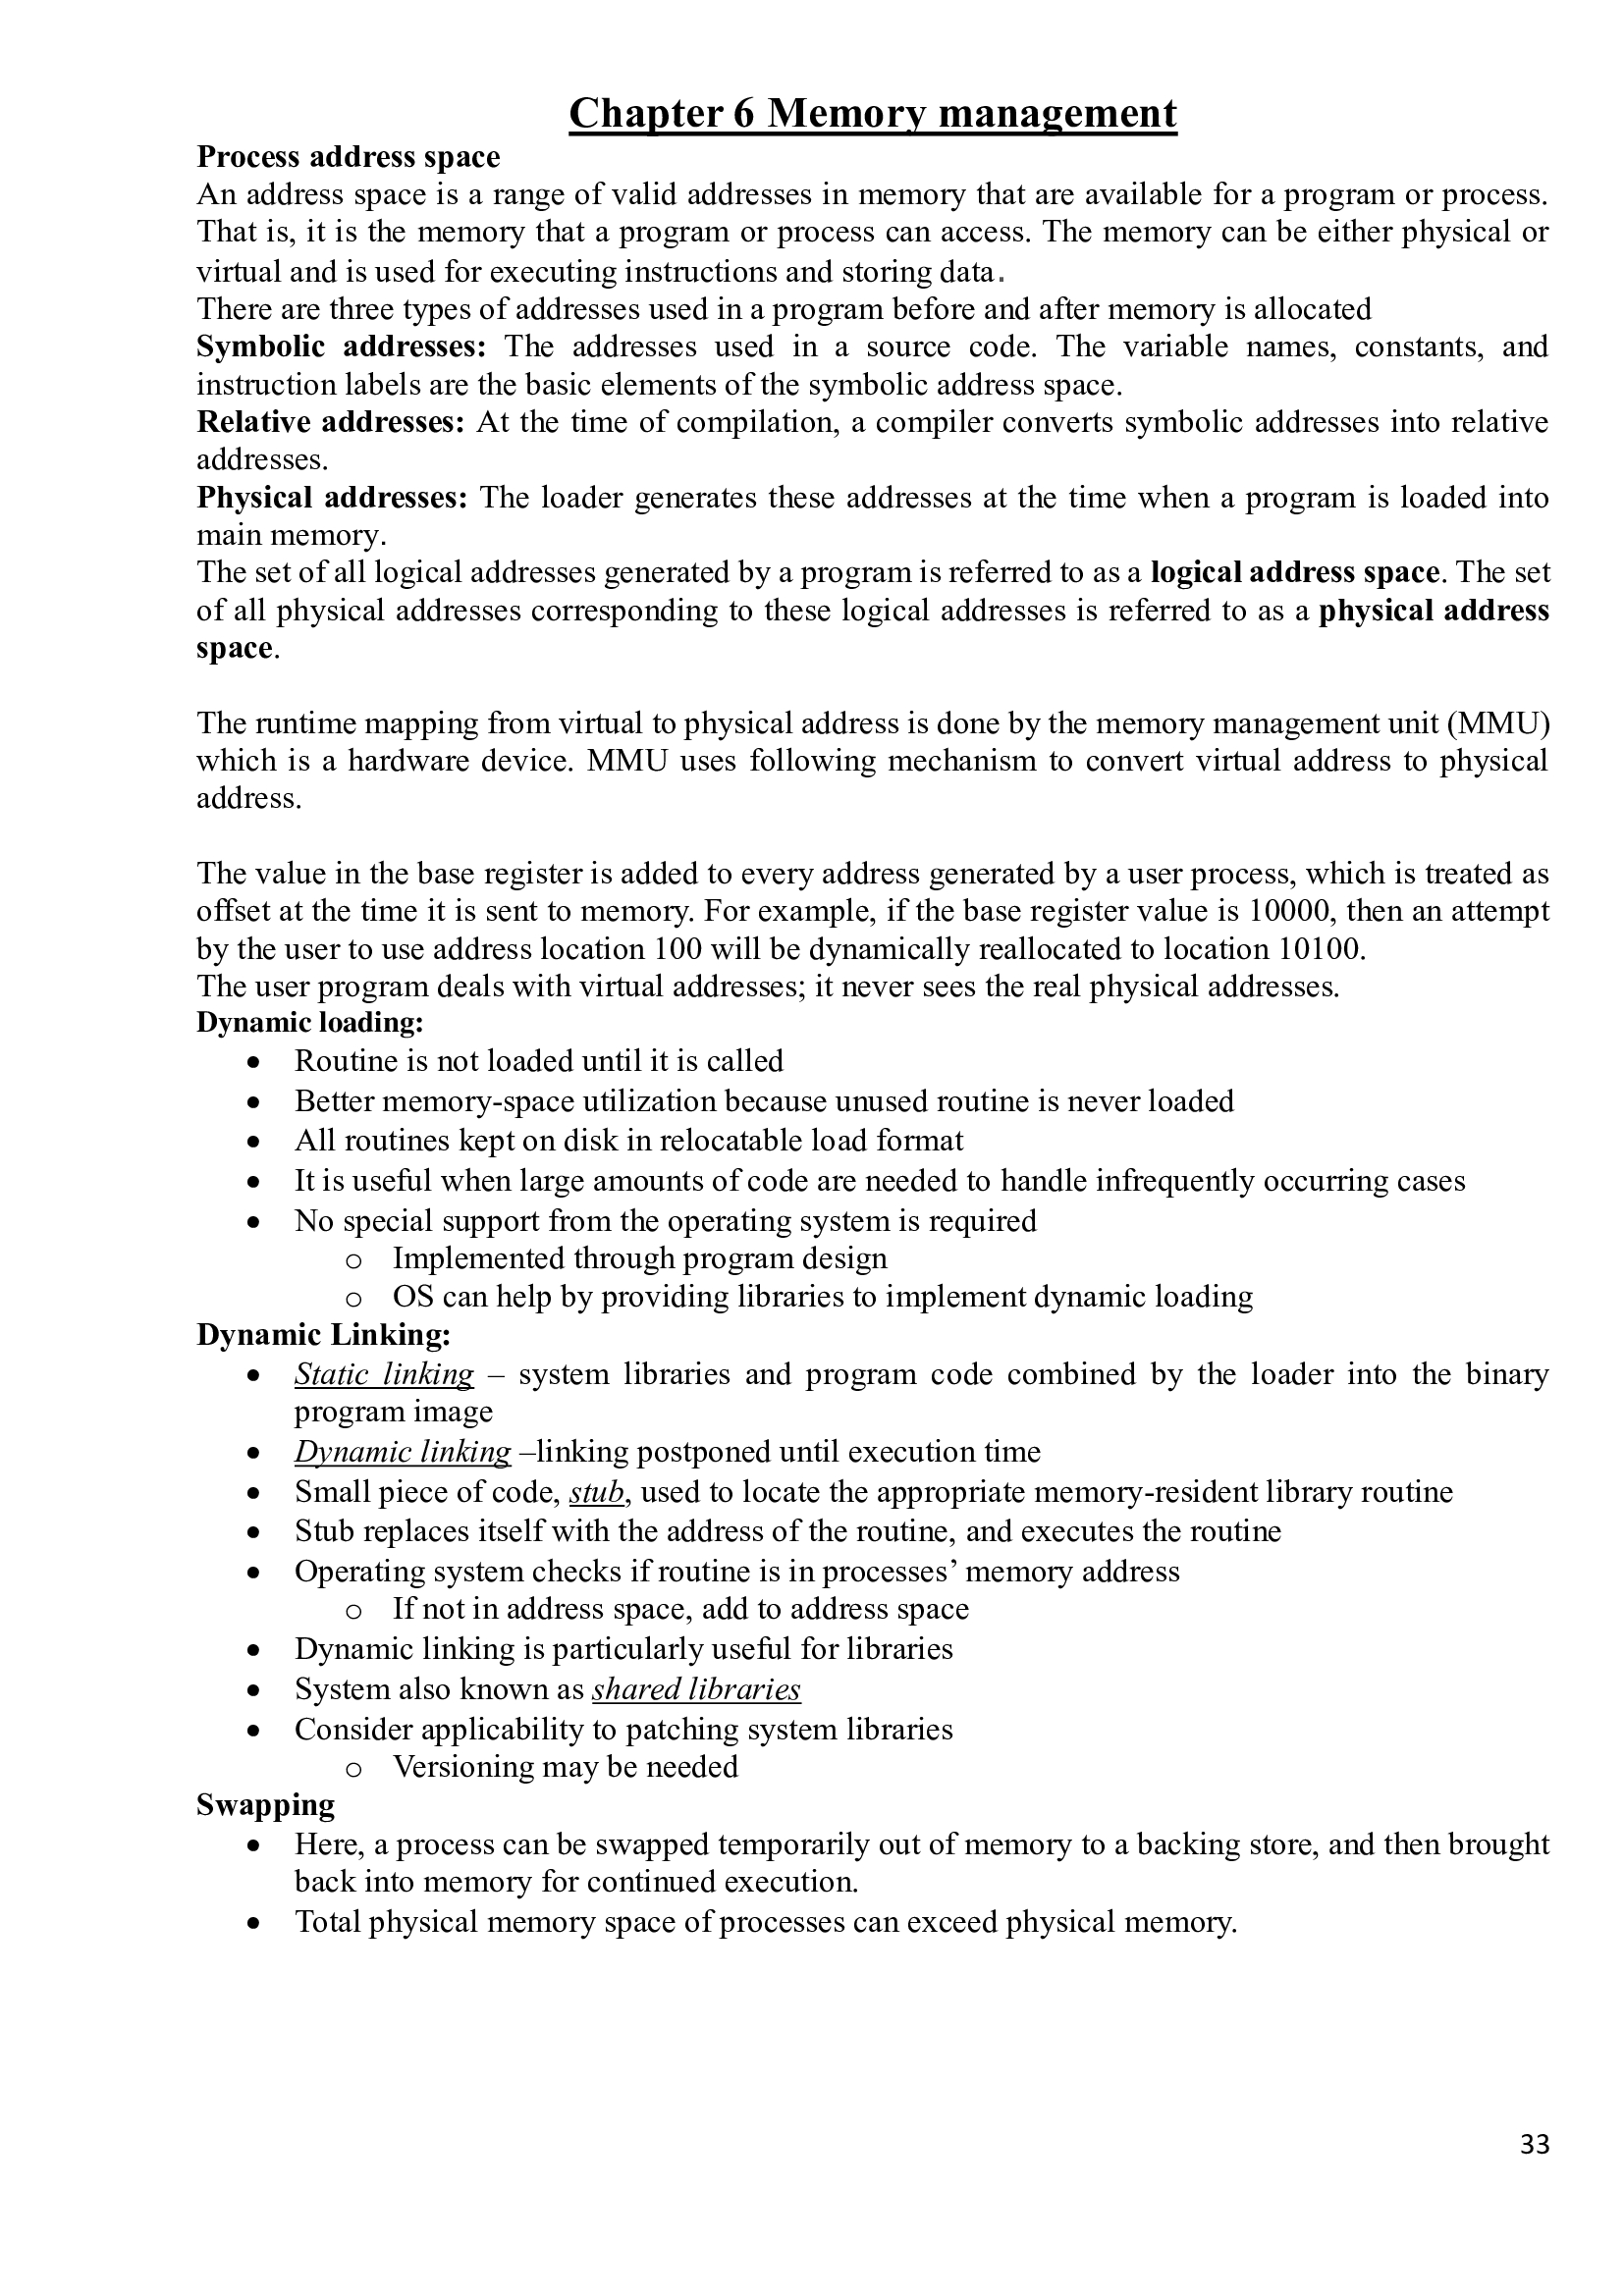 Chapter 6 Memory management
Process address space
An address space is a range of valid addresses in memory that are available for a program or process.
That is, it is the memory that a program or process can access. The memory can be either physical or
virtual and is used for executing instructions and storing data.
There are three types of addresses used in a program before and after memory is allocated
Symbolic addresses: The addresses used in a source code. The variable names, constants, and
instruction labels are the basic elements of the symbolic address space.
Relative addresses: At the time of compilation, a compiler converts symbolic addresses into relative
addresses.
Physical addresses: The loader generates these addresses at the time when a program is loaded into
main memory.
The set of all logical addresses generated by a program is referred to as a logical address space. The set
of all physical addresses corresponding to these logical addresses is referred to as a physical address
space.
The runtime mapping from virtual to physical address is done by the memory management unit (MMU)
which is a hardware device. MMU uses following mechanism to convert virtual address to physical
address.
The value in the base register is added to every address generated by a user process, which is treated as
offset at the time it is sent to memory. For example, if the base register value is 10000, then an attempt
by the user to use address location 100 will be dynamically reallocated to location 10100.
The user program deals with virtual addresses; it never sees the real physical addresses.
Dynamic loading:
• Routine is not loaded until it is called
• Better memory-space utilization because unused routine is never loaded
• All routines kept on disk in relocatable load format
• It is useful when large amounts of code are needed to handle infrequently occurring cases
• No special support from the operating system is required
o Implemented through program design
o OS can help by providing libraries to implement dynamic loading
Dynamic Linking:
• Static linking – system libraries and program code combined by the loader into the binary
program image
• Dynamic linking –linking postponed until execution time
• Small piece of code, stub, used to locate the appropriate memory-resident library routine
• Stub replaces itself with the address of the routine, and executes the routine
• Operating system checks if routine is in processes’ memory address
o If not in address space, add to address space
• Dynamic linking is particularly useful for libraries
• System also known as shared libraries
• Consider applicability to patching system libraries
o Versioning may be needed
Swapping
• Here, a process can be swapped temporarily out of memory to a backing store, and then brought
back into memory for continued execution.
• Total physical memory space of processes can exceed physical memory.
33